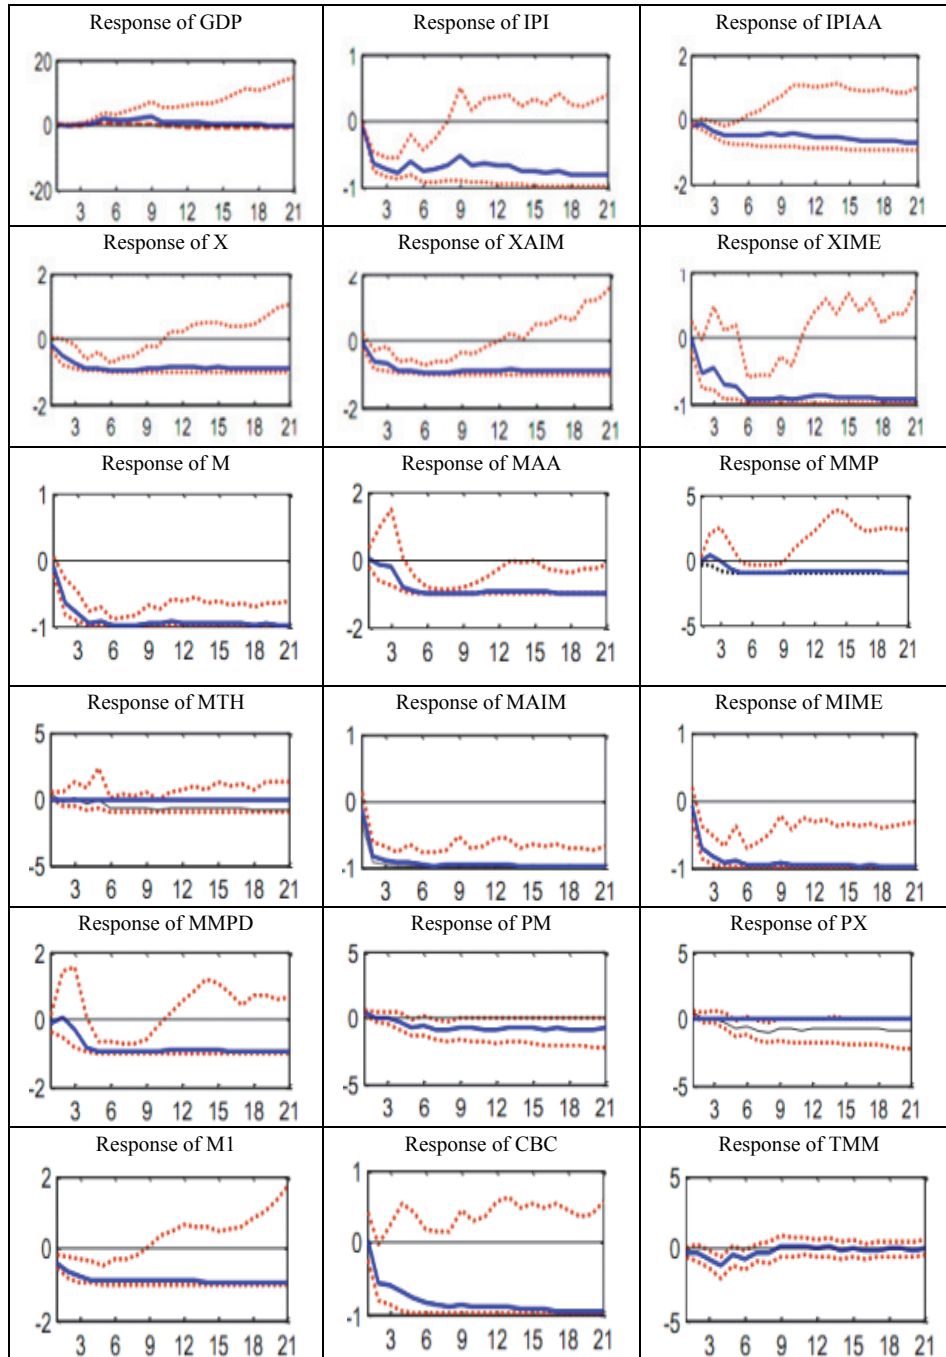 Response of GDP
20
0
-20
3 6 9 12 15 18 21
Response of IPI
1
0
-1
3 6 9 12 15 18 21
Response of IPIAA
2
0
-2
3 6 9 12 15 18 21
Response of X
2
0
-2
3 6 9 12 15 18 21
Response of XAIM
2
0
-2
3 6 9 12 15 18 21
Response of XIME
1
0
-1
3 6 9 12 15 18 21
Response of M
1
0
-1
3 6 9 12 15 18 21
Response of MAA
2
0
-2
3 6 9 12 15 18 21
Response of MMP
5
0
-5
3 6 9 12 15 18 21
Response of MTH
5
0
-5
3 6 9 12 15 18 21
Response of MAIM
1
0
-1
3 6 9 12 15 18 21
Response of MIME
1
0
-1
3 6 9 12 15 18 21
Response of MMPD
2
0
-2
3 6 9 12 15 18 21
Response of PM
5
0
-5
3 6 9 12 15 18 21
Response of PX
5
0
-5
3 6 9 12 15 18 21
Response of M1
2
0
-2
3 6 9 12 15 18 21
Response of CBC
1
0
-1
3 6 9 12 15 18 21
Response of TMM
5
0
-5
3 6 9 12 15 18 21